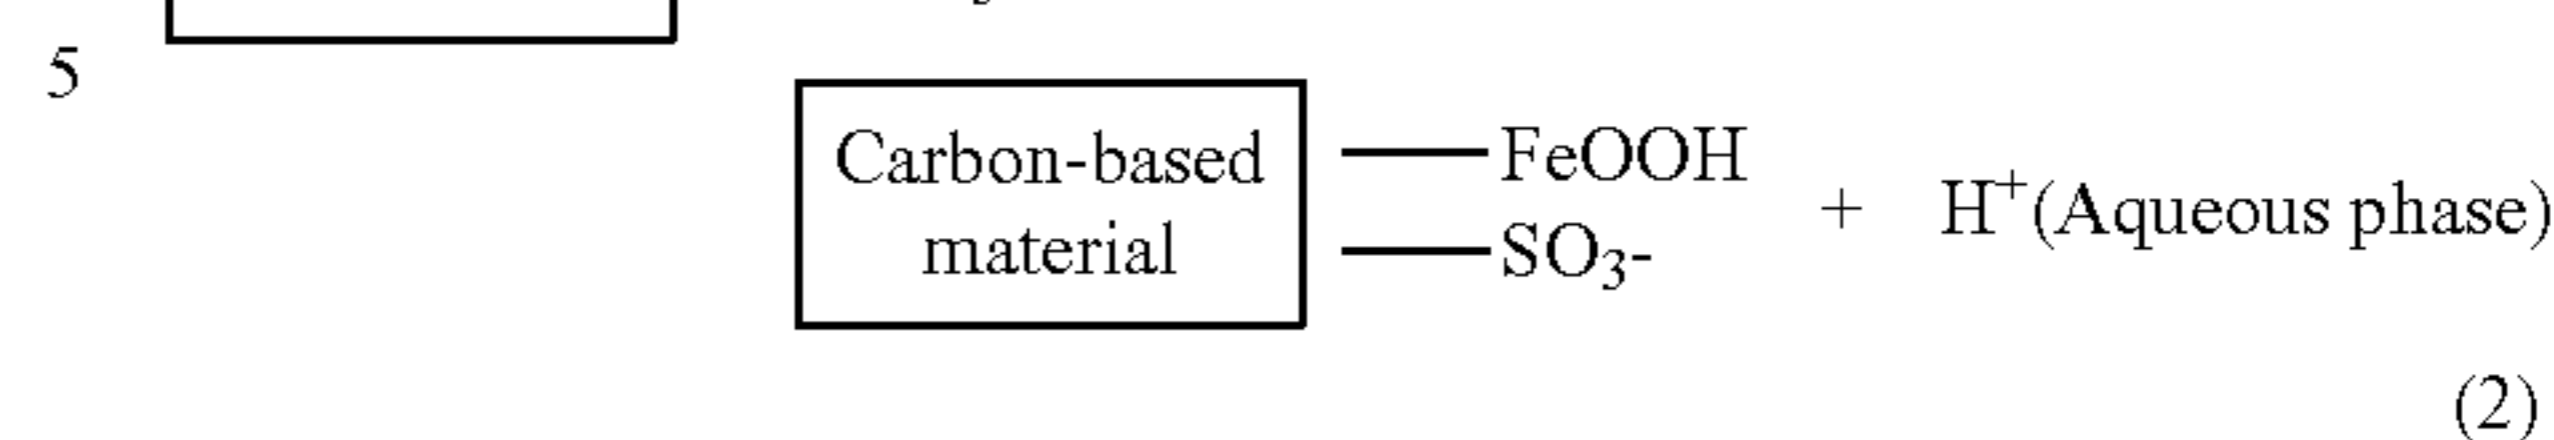 5
Carbon-based
material
FeOOH
SO₃-
+ H⁺(Aqueous phase)
(2)